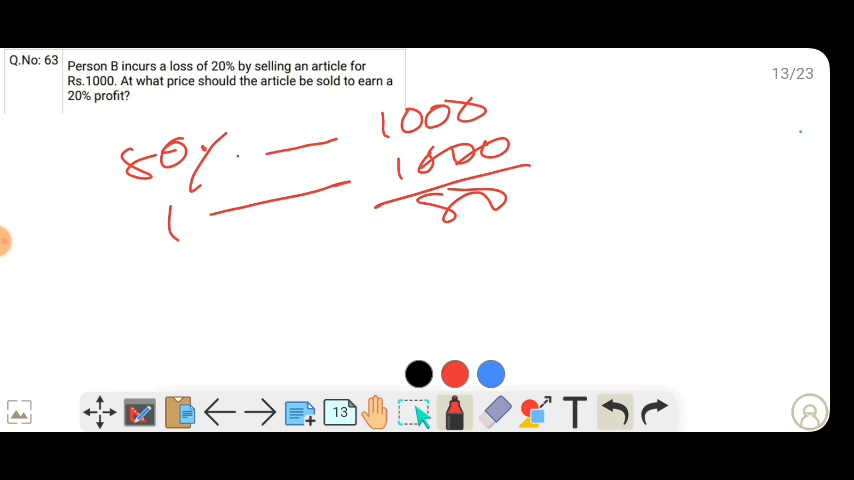 Q.No: 63
Person B incurs a loss of 20% by selling an article for
Rs.1000. At what price should the article be sold to earn a
20% profit?
13/23
80% — 1000
1 — 1000
80
13
T